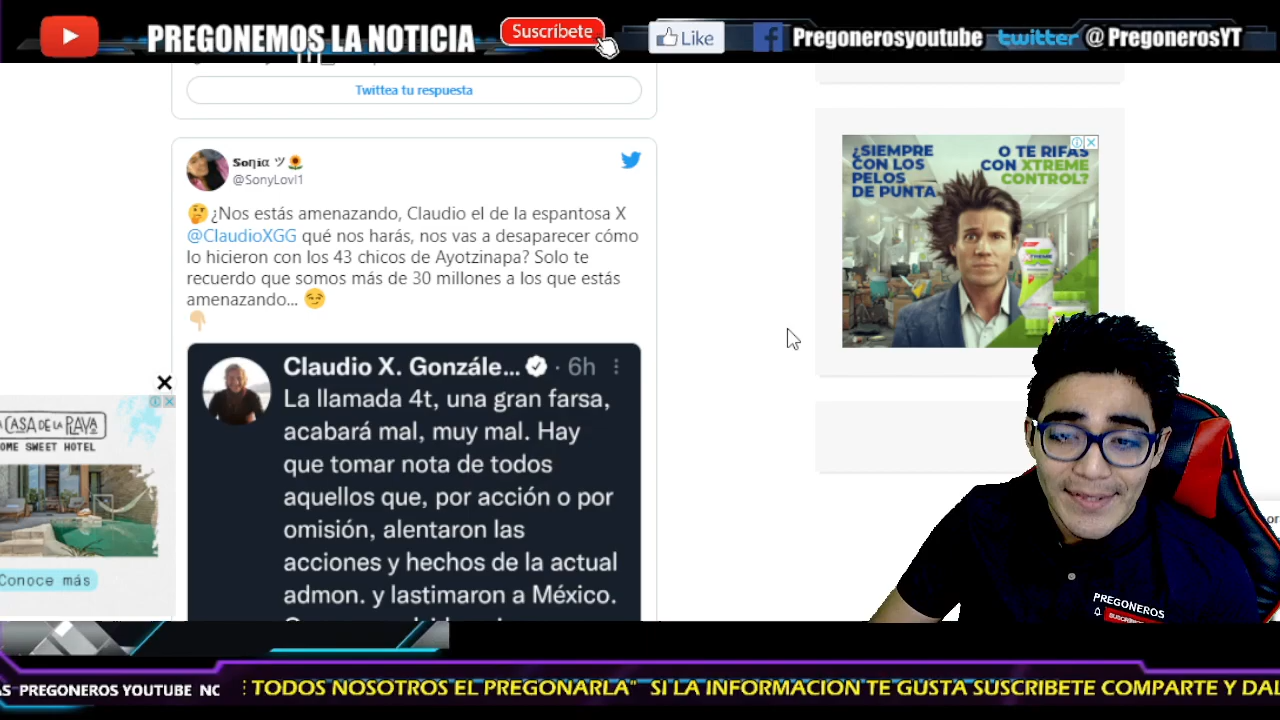 PREGONEMOS LA NOTICIA
Suscríbete
Like
Pregonerosyoutube
twitter @PregonerosYT
Twittea tu respuesta
Soηiα ツ🌻
@SonyLovl1
🤔¿Nos estás amenazando, Claudio el de la espantosa X
@ClaudioXGG qué nos harás, nos vas a desaparecer cómo
lo hicieron con los 43 chicos de Ayotzinapa? Solo te
recuerdo que somos más de 30 millones a los que estás
amenazando... 😏
👇🏼
Claudio X. Gonzále... · 6h
La llamada 4t, una gran farsa,
acabará mal, muy mal. Hay
que tomar nota de todos
aquellos que, por acción o por
omisión, alentaron las
acciones y hechos de la actual
admon. y lastimaron a México.
¿SIEMPRE
CON LOS
PELOS
DE PUNTA
O TE RIFAS
CON XTREME
CONTROL?
CASA DE LA PLAYA
OME SWEET HOTEL
Conoce más
PREGONEROS
AS PREGONEROS YOUTUBE NO
: TODOS NOSOTROS EL PREGONARLA" SI LA INFORMACION TE GUSTA SUSCRIBETE COMPARTE Y DAL